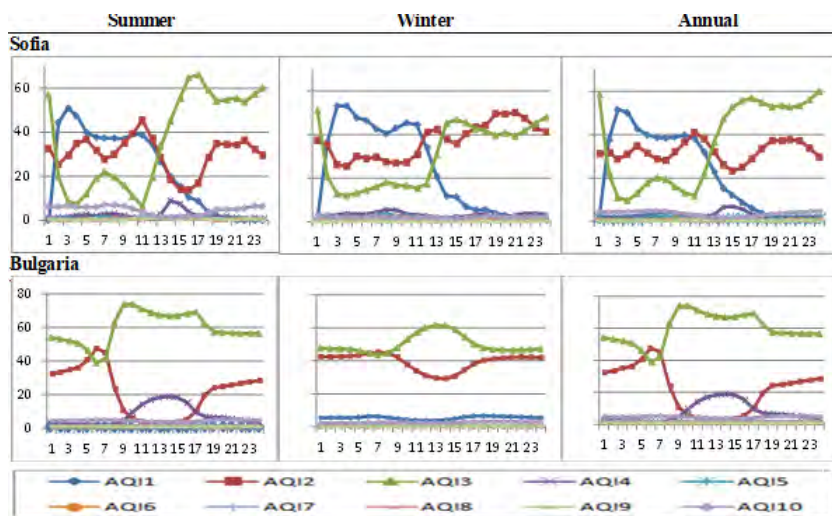 Summer Winter Annual
Sofia
60
40
20
0
1 3 5 7 9 11 13 15 17 19 21 23
1 3 5 7 9 11 13 15 17 19 21 23
1 3 5 7 9 11 13 15 17 19 21 23
Bulgaria
80
60
40
20
0
1 3 5 7 9 11 13 15 17 19 21 23
1 3 5 7 9 11 13 15 17 19 21 23
1 3 5 7 9 11 13 15 17 19 21 23
AQI1 AQI2 AQI3 AQI4 AQI5
AQI6 AQI7 AQI8 AQI9 AQI10